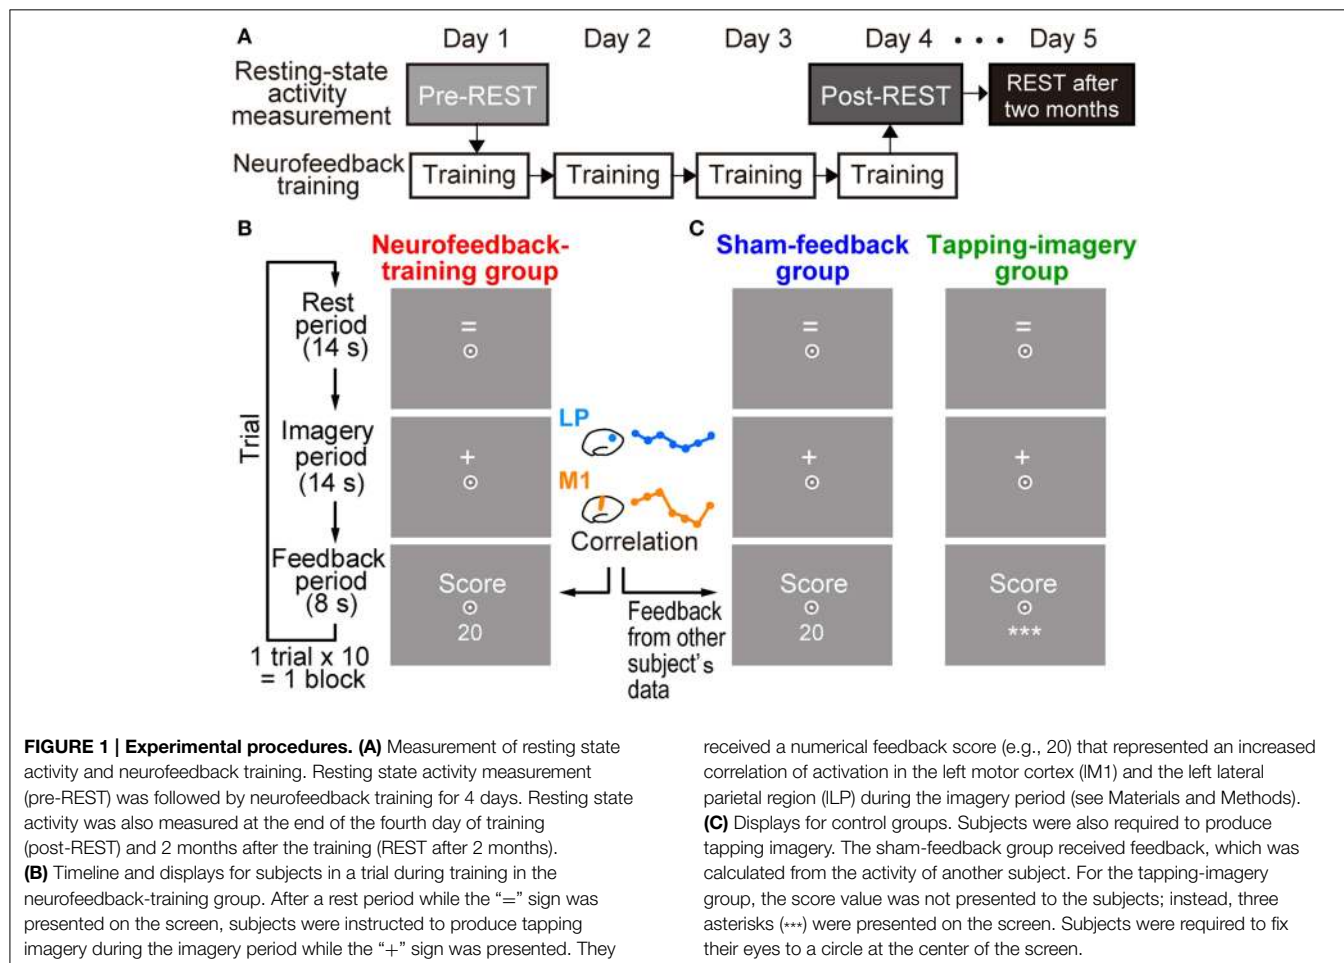 A
Day 1 Day 2 Day 3 Day 4 • • • Day 5
Resting-state
activity
measurement
Pre-REST
Post-REST
REST after
two months
Neurofeedback
training
Training Training Training Training
B
Neurofeedback-
training group
Trial
Rest
period
(14 s)
=
Imagery
period
(14 s)
+
Feedback
period
(8 s)
Score
20
1 trial x 10
= 1 block
LP
M1
Correlation
Feedback
from other
subject's
data
C
Sham-feedback
group
=
+
Score
20
Tapping-imagery
group
=
+
Score
***
FIGURE 1 | Experimental procedures. (A) Measurement of resting state
activity and neurofeedback training. Resting state activity measurement
(pre-REST) was followed by neurofeedback training for 4 days. Resting state
activity was also measured at the end of the fourth day of training
(post-REST) and 2 months after the training (REST after 2 months).
(B) Timeline and displays for subjects in a trial during training in the
neurofeedback-training group. After a rest period while the “=” sign was
presented on the screen, subjects were instructed to produce tapping
imagery during the imagery period while the “+” sign was presented. They
received a numerical feedback score (e.g., 20) that represented an increased
correlation of activation in the left motor cortex (lM1) and the left lateral
parietal region (lLP) during the imagery period (see Materials and Methods).
(C) Displays for control groups. Subjects were also required to produce
tapping imagery. The sham-feedback group received feedback, which was
calculated from the activity of another subject. For the tapping-imagery
group, the score value was not presented to the subjects; instead, three
asterisks (***) were presented on the screen. Subjects were required to fix
their eyes to a circle at the center of the screen.